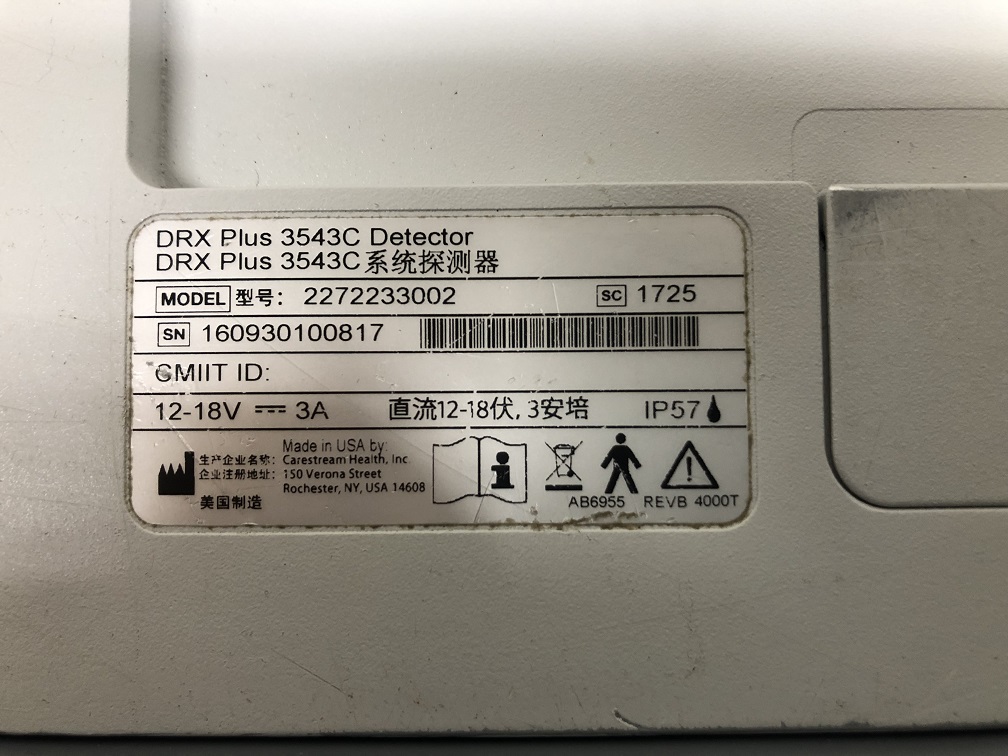 DRX Plus 3543C Detector
DRX Plus 3543C系统探测器
MODEL 型号: 2272233002 SC 1725
SN 160930100817
CMIIT ID:
12-18V 3A 直流12-18伏, 3安培 IP57
Made in USA by:
生产企业名称: Carestream Health, Inc.
企业注册地址: 150 Verona Street
Rochester, NY, USA 14608
美国制造
AB6955 REVB 4000T